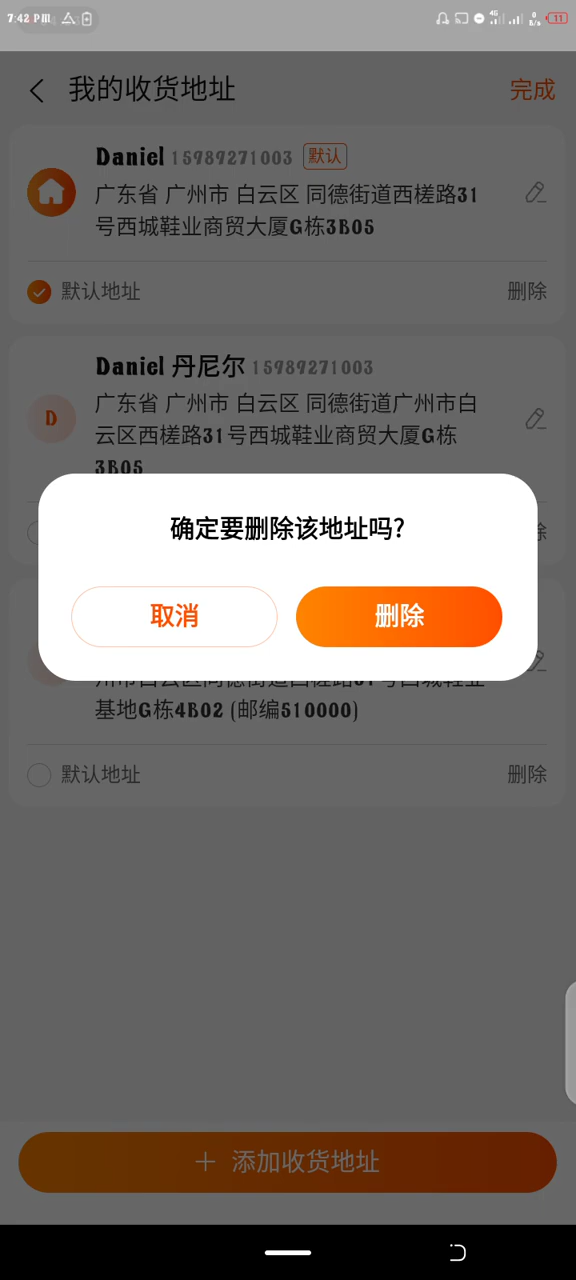 7:42 PM
4G
0
B/s
11
我的收货地址
完成
Daniel 15989271003 默认
广东省 广州市 白云区 同德街道西槎路31
号西城鞋业商贸大厦G栋3B05
默认地址
删除
Daniel 丹尼尔 15989271003
广东省 广州市 白云区 同德街道广州市白
云区西槎路31号西城鞋业商贸大厦G栋
3B05
除
确定要删除该地址吗?
取消
删除
基地G栋4B02 (邮编510000)
默认地址
删除
+ 添加收货地址